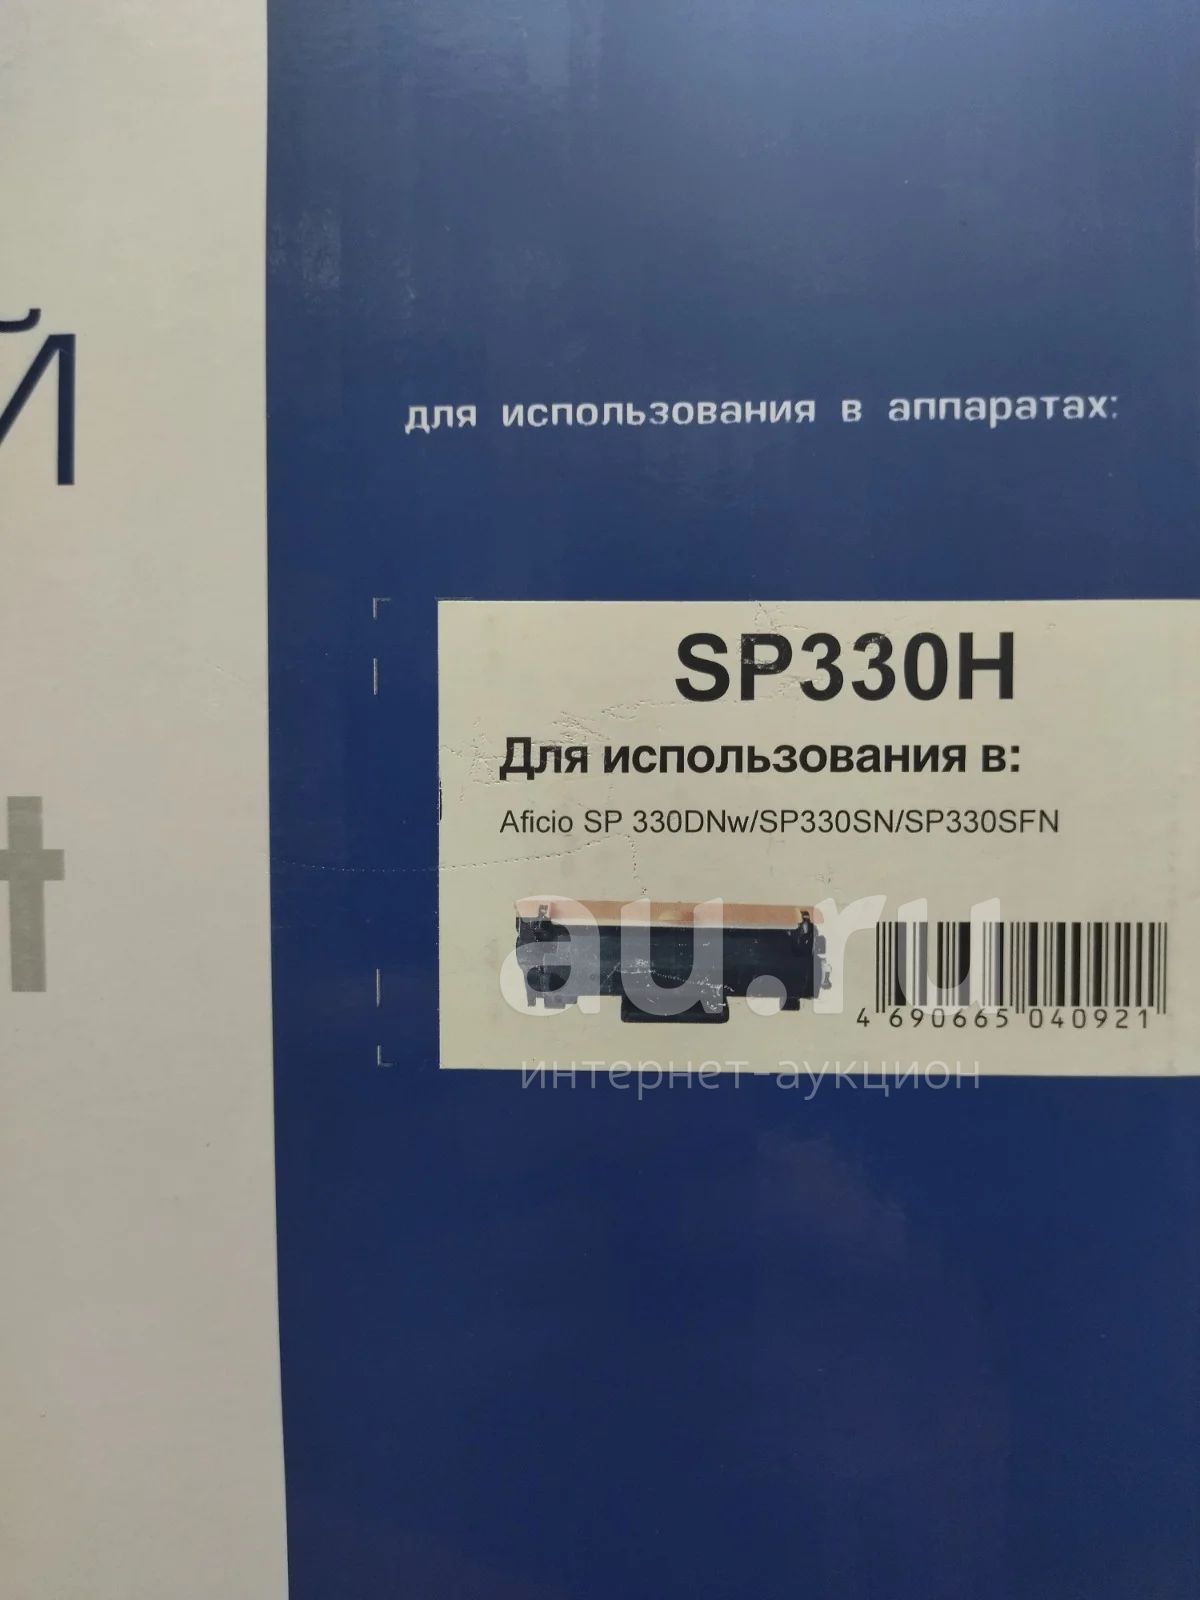 й
для использования в аппаратах:
SP330H
Для использования в:
Aficio SP 330DNw/SP330SN/SP330SFN
t
au.ru
4 690665 040921
интернет-аукцион